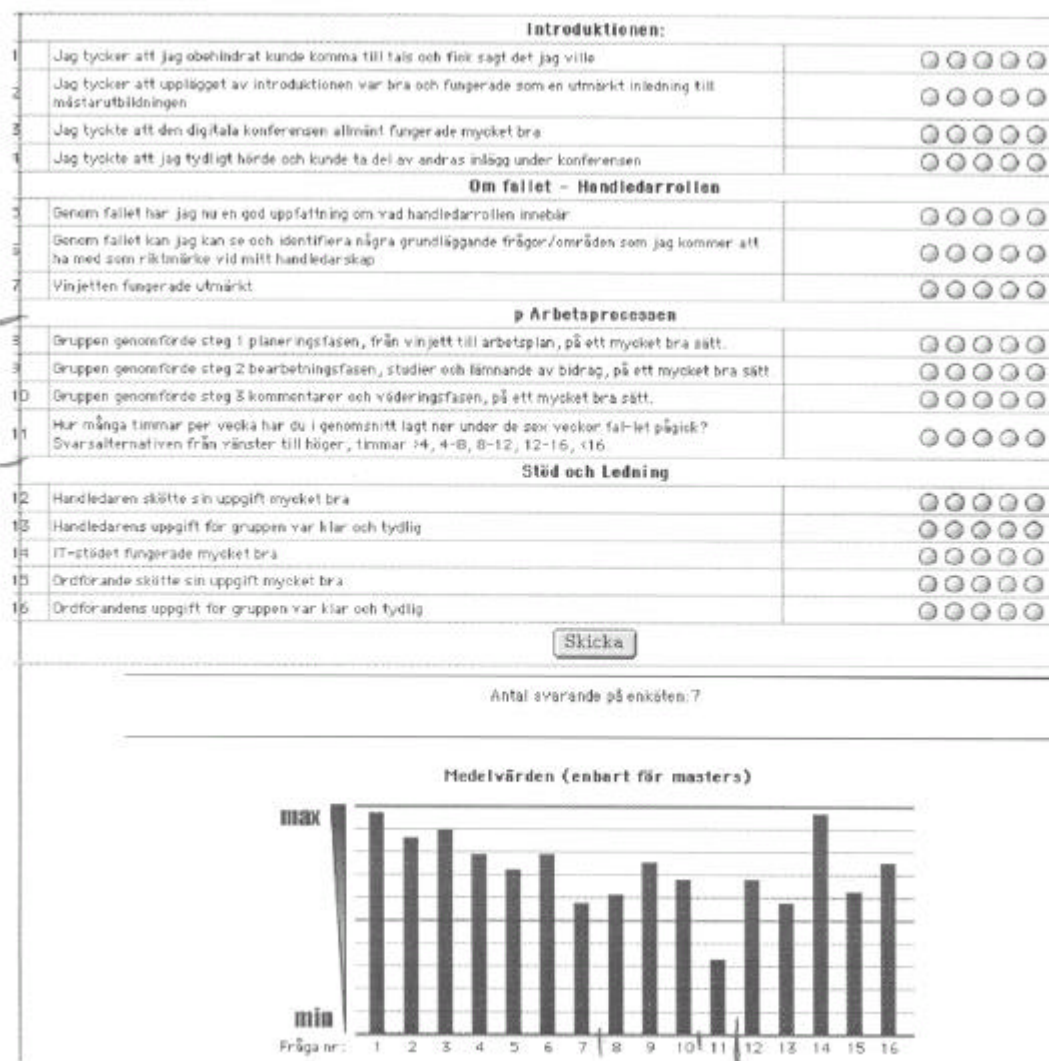 Introduktionen:
1 Jag tycker att jag obehindrat kunde komma till tals och fick sagt det jag ville
2 Jag tycker att upplägget av introduktionen var bra och fungerade som en utmärkt inledning till
mästarutbildningen
3 Jag tyckte att den digitala konferensen allmänt fungerade mycket bra
4 Jag tyckte att jag tydligt hörde och kunde ta del av andras inlägg under konferensen
Om fallet - Handledarrollen
5 Genom fallet har jag nu en god uppfattning om vad handledarrollen innebär
6 Genom fallet kan jag kan se och identifiera några grundläggande frågor/områden som jag kommer att
ha med som riktmärke vid mitt handledarskap
7 Vinjetten fungerade utmärkt
p Arbetsprocessen
8 Gruppen genomförde steg 1 planeringsfasen, från vinjett till arbetsplan, på ett mycket bra sätt.
9 Gruppen genomförde steg 2 bearbetningsfasen, studier och lämnande av bidrag, på ett mycket bra sätt
10 Gruppen genomförde steg 3 kommentarer och värderingsfasen, på ett mycket bra sätt.
11 Hur många timmar per vecka har du i genomsnitt lagt ner under de sex veckor fal-let pågick?
Svarsalternativen från vänster till höger, timmar >4, 4-8, 8-12, 12-16, <16
Stöd och Ledning
12 Handledaren skötte sin uppgift mycket bra
13 Handledarens uppgift för gruppen var klar och tydlig
14 IT-stödet fungerade mycket bra
15 Ordförande skötte sin uppgift mycket bra
16 Ordförandens uppgift för gruppen var klar och tydlig
Skicka
Antal svarande på enkäten:7
Medelvärden (enbart för masters)
max
min
Fråga nr: 1 2 3 4 5 6 7 8 9 10 11 12 13 14 15 16